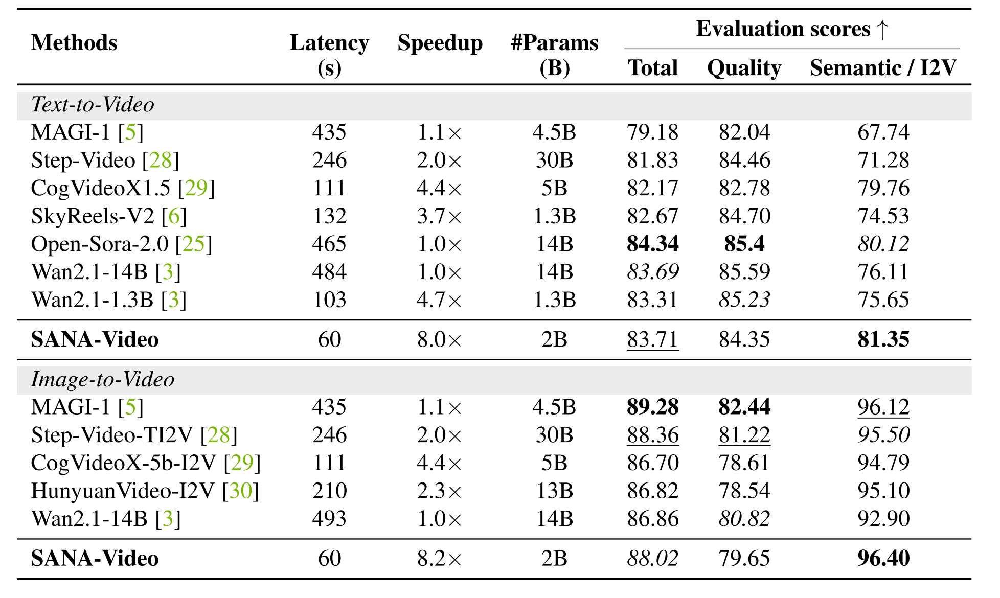 Methods Latency (s) Speedup #Params (B) Evaluation scores ↑
Total Quality Semantic / I2V
Text-to-Video
MAGI-1 [5] 435 1.1× 4.5B 79.18 82.04 67.74
Step-Video [28] 246 2.0× 30B 81.83 84.46 71.28
CogVideoX1.5 [29] 111 4.4× 5B 82.17 82.78 79.76
SkyReels-V2 [6] 132 3.7× 1.3B 82.67 84.70 74.53
Open-Sora-2.0 [25] 465 1.0× 14B 84.34 85.4 80.12
Wan2.1-14B [3] 484 1.0× 14B 83.69 85.59 76.11
Wan2.1-1.3B [3] 103 4.7× 1.3B 83.31 85.23 75.65
SANA-Video 60 8.0× 2B 83.71 84.35 81.35
Image-to-Video
MAGI-1 [5] 435 1.1× 4.5B 89.28 82.44 96.12
Step-Video-TI2V [28] 246 2.0× 30B 88.36 81.22 95.50
CogVideoX-5b-I2V [29] 111 4.4× 5B 86.70 78.61 94.79
HunyuanVideo-I2V [30] 210 2.3× 13B 86.82 78.54 95.10
Wan2.1-14B [3] 493 1.0× 14B 86.86 80.82 92.90
SANA-Video 60 8.2× 2B 88.02 79.65 96.40